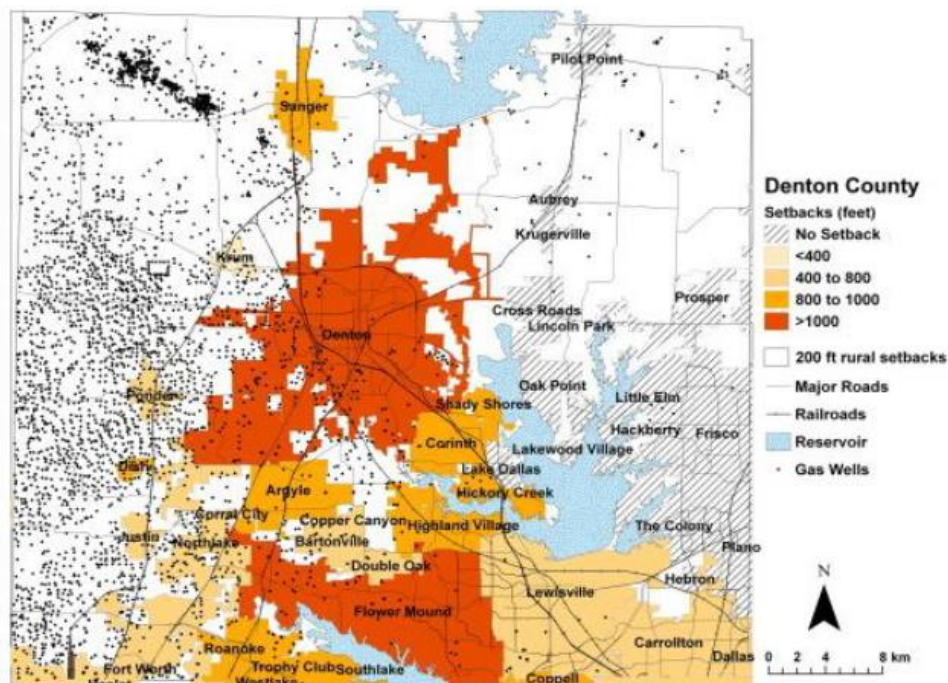 Pilot Point
Sanger
Aubrey
Krugerville
Krum
Prosper
Cross Roads
Lincoln Park
Denton
Oak Point
Ponder
Little Elm
Shady Shores
Hackberry
Frisco
Corinth
Lakewood Village
Dish
Lake Dallas
Argyle
Hickory Creek
Corral City
Copper Canyon
Highland Village
The Colony
Justin
Northlake
Bartonville
Plano
Double Oak
Hebron
Lewisville
Flower Mound
Carrollton
Roanoke
Dallas
Fort Worth
Trophy Club
Southlake
Westlake
Coppell
Haslet
Denton County
Setbacks (feet)
No Setback
<400
400 to 800
800 to 1000
>1000
200 ft rural setbacks
Major Roads
Railroads
Reservoir
Gas Wells
N
0 2 4 8 km